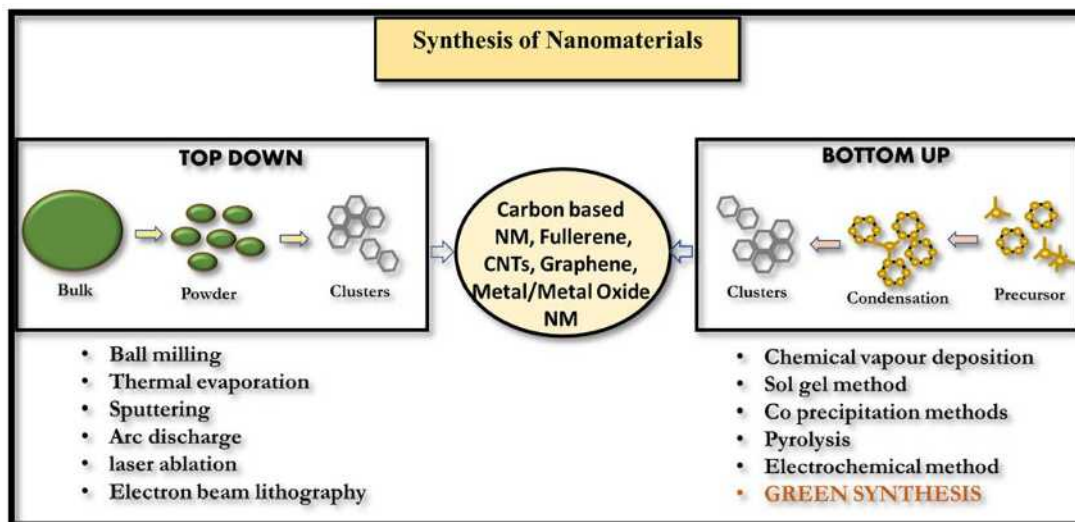 Synthesis of Nanomaterials
TOP DOWN
Bulk
Powder
Clusters
• Ball milling
• Thermal evaporation
• Sputtering
• Arc discharge
• laser ablation
• Electron beam lithography
Carbon based
NM, Fullerene,
CNTs, Graphene,
Metal/Metal Oxide
NM
BOTTOM UP
Clusters
Condensation
Precursor
• Chemical vapour deposition
• Sol gel method
• Co precipitation methods
• Pyrolysis
• Electrochemical method
• GREEN SYNTHESIS